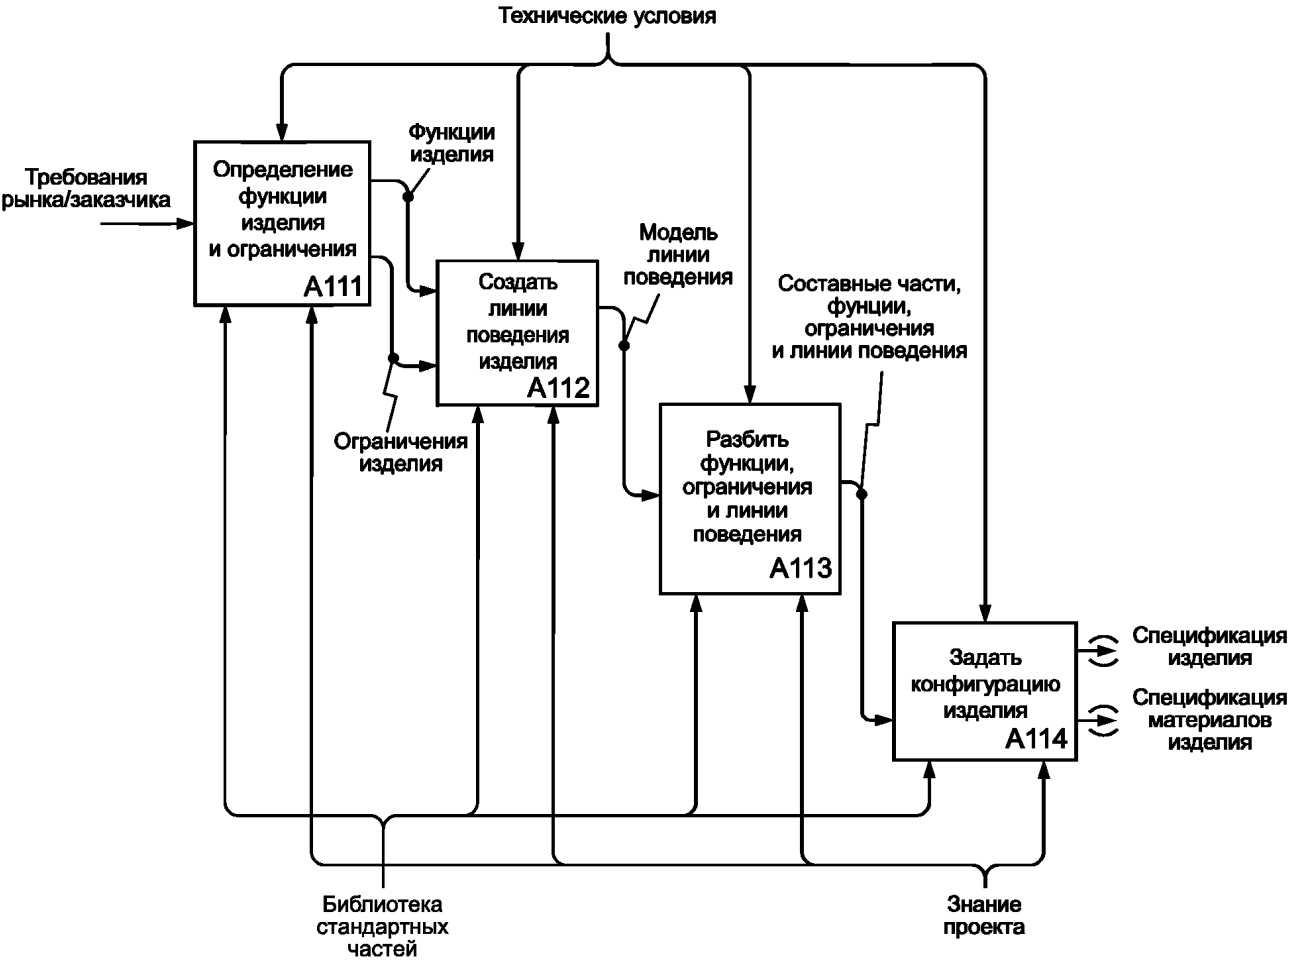 Технические условия
Функции
изделия
Требования
рынка/заказчика
Определение
функции
изделия
и ограничения
A111
Модель
линии
поведения
Создать
линии
поведения
изделия
A112
Составные части,
фунции,
ограничения
и линии поведения
Ограничения
изделия
Разбить
функции,
ограничения
и линии
поведения
A113
Задать
конфигурацию
изделия
A114
Спецификация
изделия
Спецификация
материалов
изделия
Библиотека
стандартных
частей
Знание
проекта